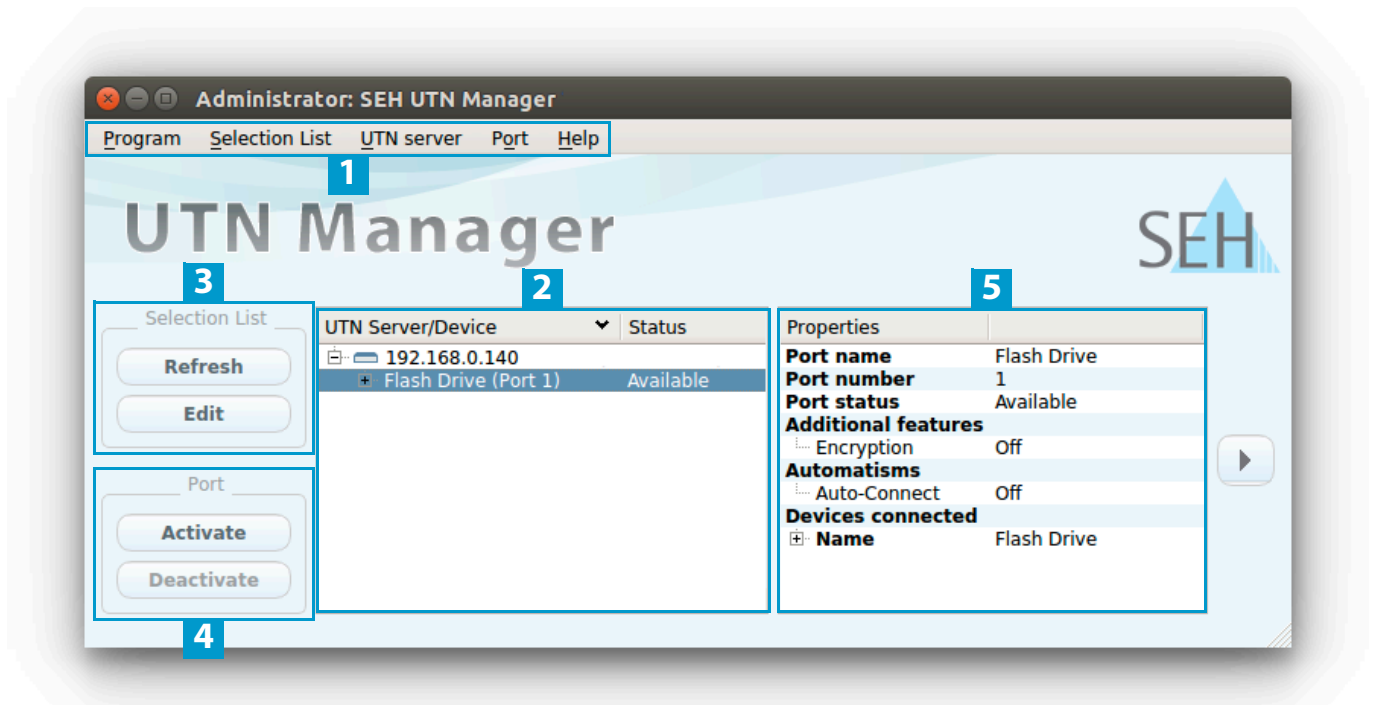 Administrator: SEH UTN Manager
Program Selection List UTN server Port Help
1
UTN Manager
SEH
3
2
5
Selection List
Refresh
Edit
UTN Server/Device Status
192.168.0.140
Flash Drive (Port 1) Available
Properties
Port name Flash Drive
Port number 1
Port status Available
Additional features
Encryption Off
Automatisms
Auto-Connect Off
Devices connected
Name Flash Drive
Port
Activate
Deactivate
4